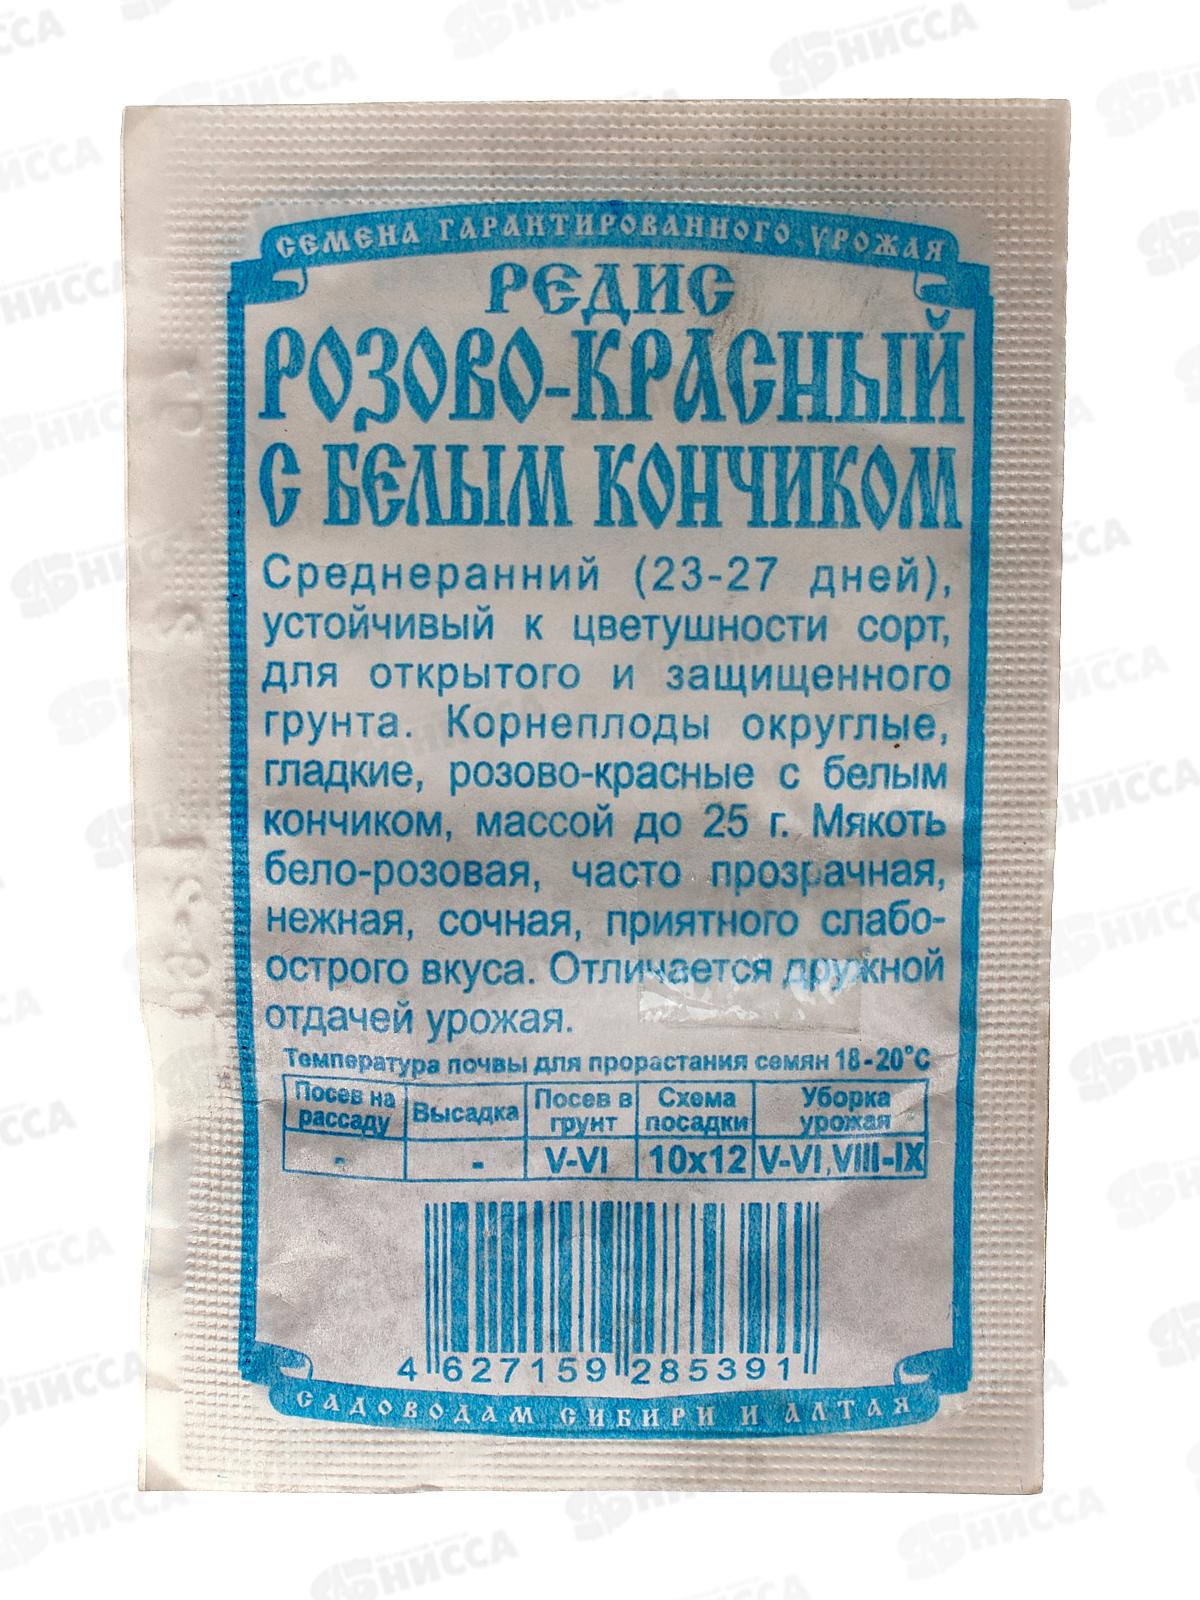 СЕМЕНА ГАРАНТИРОВАННОГО УРОЖАЯ
РЕДИС
РОЗОВО-КРАСНЫЙ
С БЕЛЫМ КОНЧИКОМ
Среднеранний (23-27 дней),
устойчивый к цветушности сорт,
для открытого и защищенного
грунта. Корнеплоды округлые,
гладкие, розово-красные с белым
кончиком, массой до 25 г. Мякоть
бело-розовая, часто прозрачная,
нежная, сочная, приятного слабо-
острого вкуса. Отличается дружной
отдачей урожая.
Температура почвы для прорастания семян 18-20°С
Посев на рассаду Высадка Посев в грунт Схема посадки Уборка урожая
- - V-VI 10х12 V-VI,VIII-IX
4 627159 285391
САДОВОДАМ СИБИРИ И АЛТАЯ
НИССА